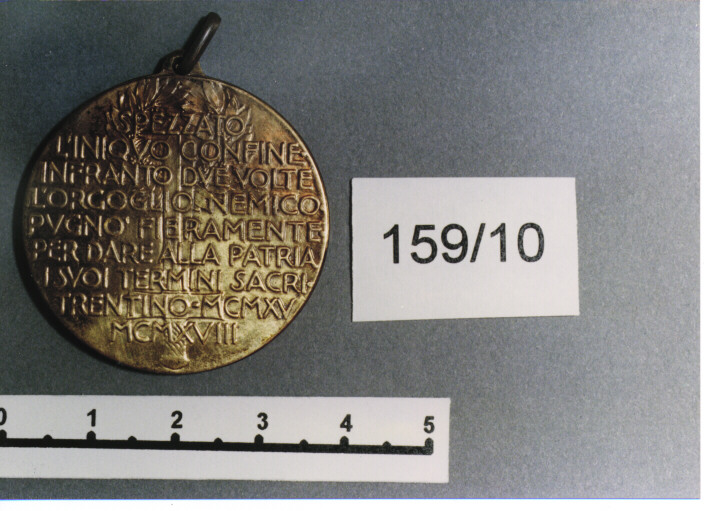 SPEZZATO
L'INIQVO CONFINE
INFRANTO DVE VOLTE
L'ORGOGLIO NEMICO
PVGNO' FIERAMENTE
PER DARE ALLA PATRIA
I SVOI TERMINI SACRI
TRENTINO-MCMXV
MCMXVIII
159/10
0 1 2 3 4 5